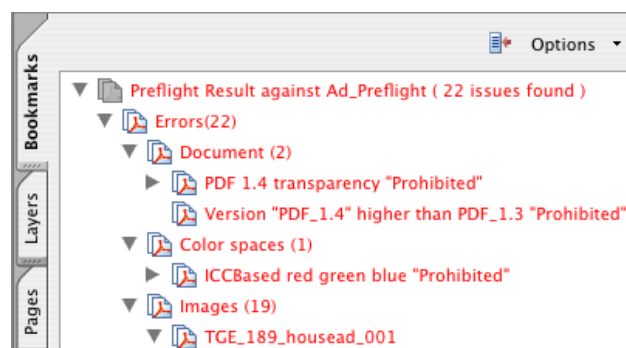 Options
Bookmarks
Layers
Pages
Preflight Result against Ad_Preflight ( 22 issues found )
Errors(22)
Document (2)
PDF 1.4 transparency "Prohibited"
Version "PDF_1.4" higher than PDF_1.3 "Prohibited"
Color spaces (1)
ICCBased red green blue "Prohibited"
Images (19)
TGE_189_housead_001